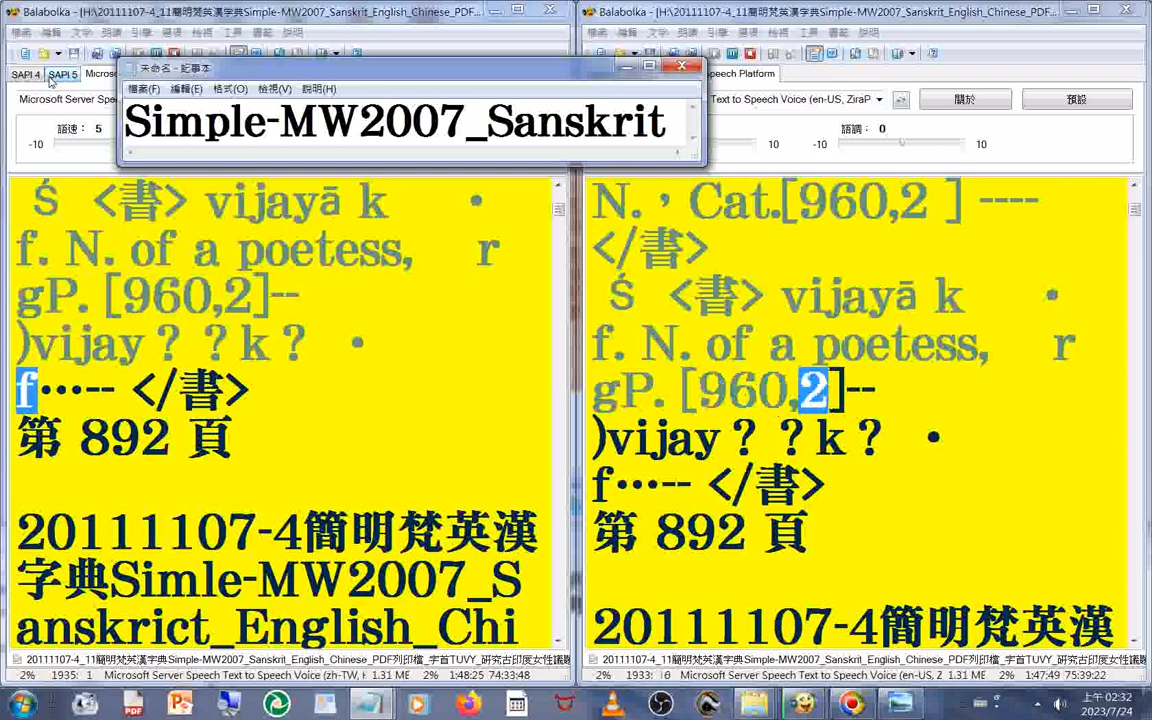 Balabolka - [H:\20111107-4_11簡明梵英漢字典Simple-MW2007_Sanskrit_English_Chinese_PDF...
Balabolka - [H:\20111107-4_11簡明梵英漢字典Simple-MW2007_Sanskrit_English_Chinese_PDF...
未命名 - 記事本
檔案(F) 編輯(E) 格式(O) 檢視(V) 說明(H)
Simple-MW2007_Sanskrit
SAPI 4 SAPI 5
Speech Platform
Microsoft Server Spe
Text to Speech Voice (en-US, ZiraP
關於
預設
語速： 5
-10
語調： 0
10 -10 10
Ś <書> vijayā k •
f. N. of a poetess, r
gP. [960,2]--
)vijay？？k？ •
f…-- </書>
第 892 頁
20111107-4簡明梵英漢
字典Simle-MW2007_S
anskrict_English_Chi
N.，Cat.[960,2 ] ----
</書>
Ś <書> vijayā k •
f. N. of a poetess, r
gP. [960,2]--
)vijay？？k？ •
f…-- </書>
第 892 頁
20111107-4簡明梵英漢
20111107-4_11簡明梵英漢字典Simple-MW2007_Sanskrit_English_Chinese_PDF列印檔_字首TUVY_研究古印度女性議題
20111107-4_11簡明梵英漢字典Simple-MW2007_Sanskrit_English_Chinese_PDF列印檔_字首TUVY_研究古印度女性議題
2% 1935: 1 Microsoft Server Speech Text to Speech Voice (zh-TW, H 1.31 ME 2% 1:48:25 74:33:48
2% 1933: 16 Microsoft Server Speech Text to Speech Voice (en-US, Z 1.31 ME 2% 1:47:49 75:39:22
上午 02:32
2023/7/24